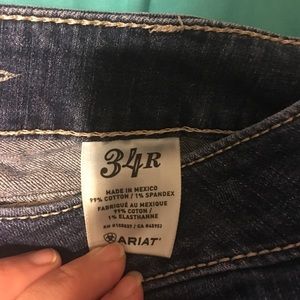 34R
MADE IN MEXICO
99% COTTON / 1% SPANDEX
FABRIQUÉ AU MEXIQUE
99% COTON /
1% ÉLASTHANNE
ARIAT